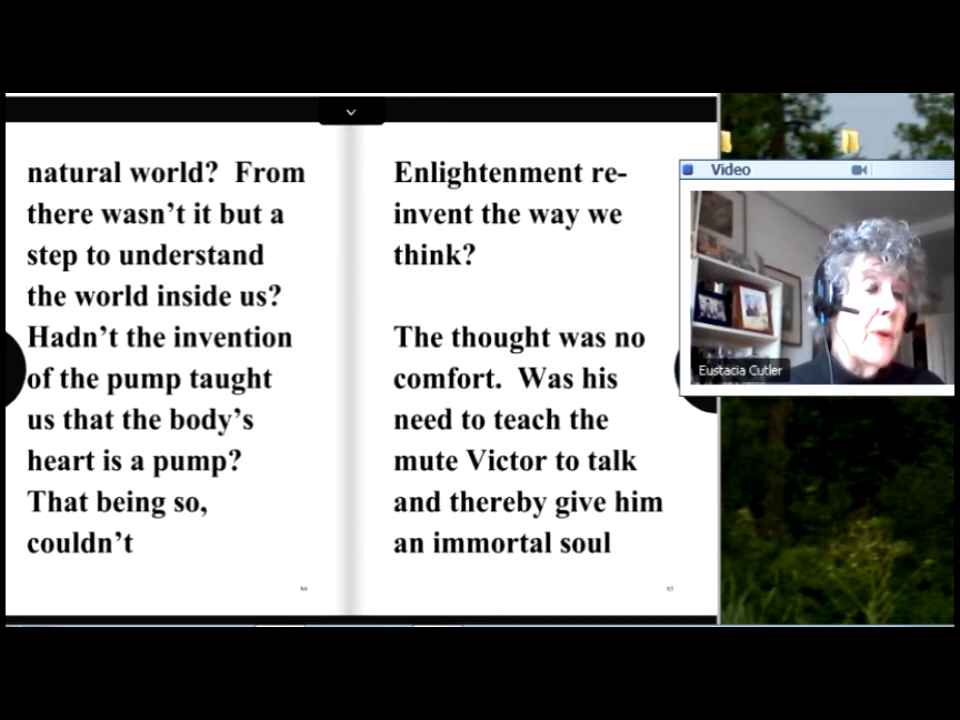 natural world? From
there wasn't it but a
step to understand
the world inside us?
Hadn't the invention
of the pump taught
us that the body's
heart is a pump?
That being so,
couldn't
84
Enlightenment re-
invent the way we
think?
The thought was no
comfort. Was his
need to teach the
mute Victor to talk
and thereby give him
an immortal soul
85
Video
Eustacia Cutler